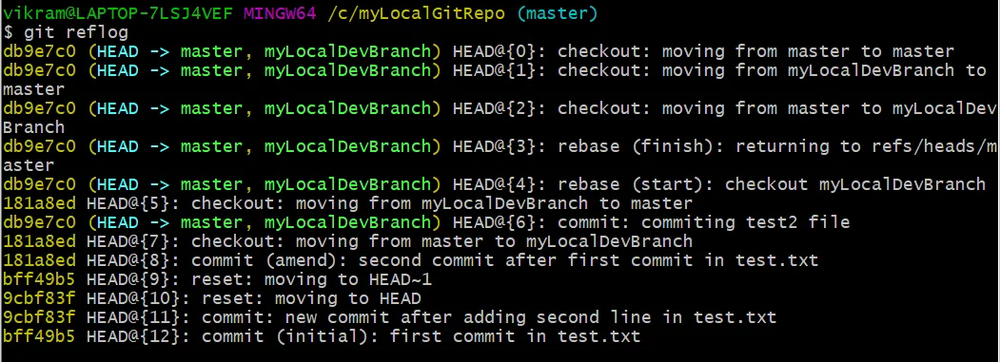 vikram@LAPTOP-7LSJ4VEF MINGW64 /c/myLocalGitRepo (master)
$ git reflog
db9e7c0 (HEAD -> master, myLocalDevBranch) HEAD@{0}: checkout: moving from master to master
db9e7c0 (HEAD -> master, myLocalDevBranch) HEAD@{1}: checkout: moving from myLocalDevBranch to
master
db9e7c0 (HEAD -> master, myLocalDevBranch) HEAD@{2}: checkout: moving from master to myLocalDev
Branch
db9e7c0 (HEAD -> master, myLocalDevBranch) HEAD@{3}: rebase (finish): returning to refs/heads/m
aster
db9e7c0 (HEAD -> master, myLocalDevBranch) HEAD@{4}: rebase (start): checkout myLocalDevBranch
181a8ed HEAD@{5}: checkout: moving from myLocalDevBranch to master
db9e7c0 (HEAD -> master, myLocalDevBranch) HEAD@{6}: commit: commiting test2 file
181a8ed HEAD@{7}: checkout: moving from master to myLocalDevBranch
181a8ed HEAD@{8}: commit (amend): second commit after first commit in test.txt
bff49b5 HEAD@{9}: reset: moving to HEAD~1
9cbf83f HEAD@{10}: reset: moving to HEAD
9cbf83f HEAD@{11}: commit: new commit after adding second line in test.txt
bff49b5 HEAD@{12}: commit (initial): first commit in test.txt